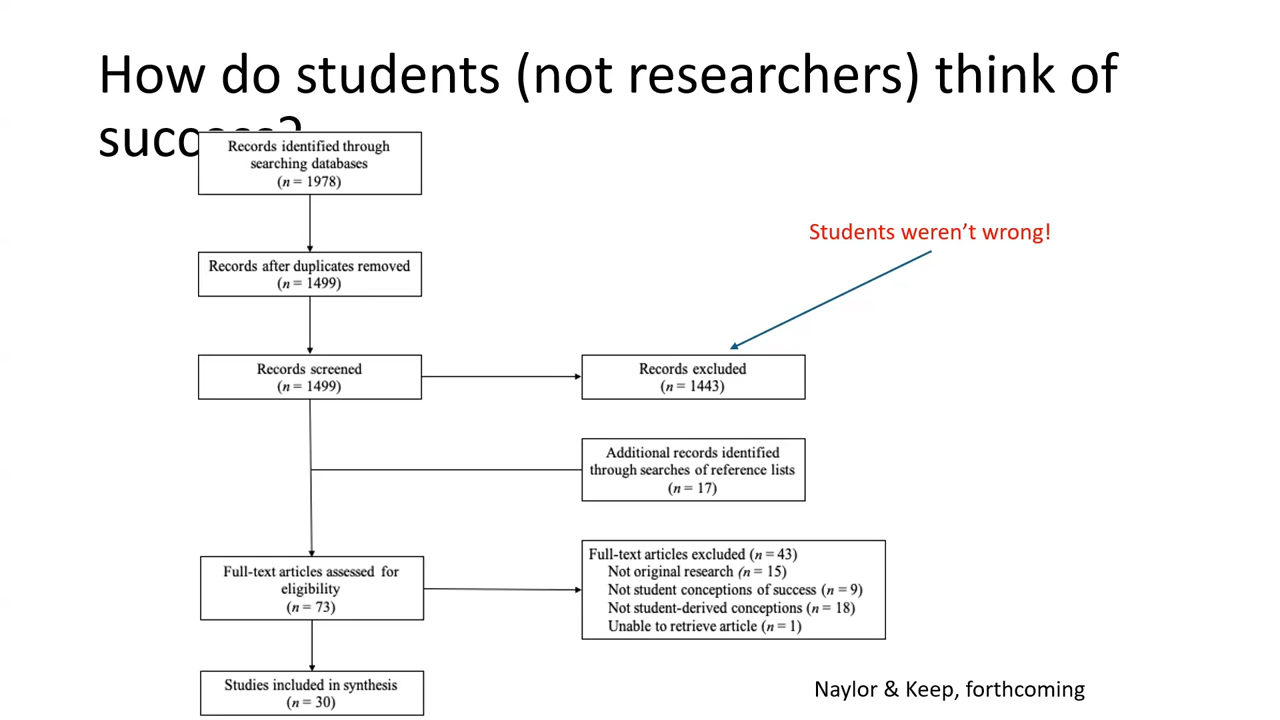 How do students (not researchers) think of
success?
Records identified through
searching databases
(n = 1978)
Students weren’t wrong!
Records after duplicates removed
(n = 1499)
Records screened
(n = 1499)
Records excluded
(n = 1443)
Additional records identified
through searches of reference lists
(n = 17)
Full-text articles assessed for
eligibility
(n = 73)
Full-text articles excluded (n = 43)
Not original research (n = 15)
Not student conceptions of success (n = 9)
Not student-derived conceptions (n = 18)
Unable to retrieve article (n = 1)
Studies included in synthesis
(n = 30)
Naylor & Keep, forthcoming